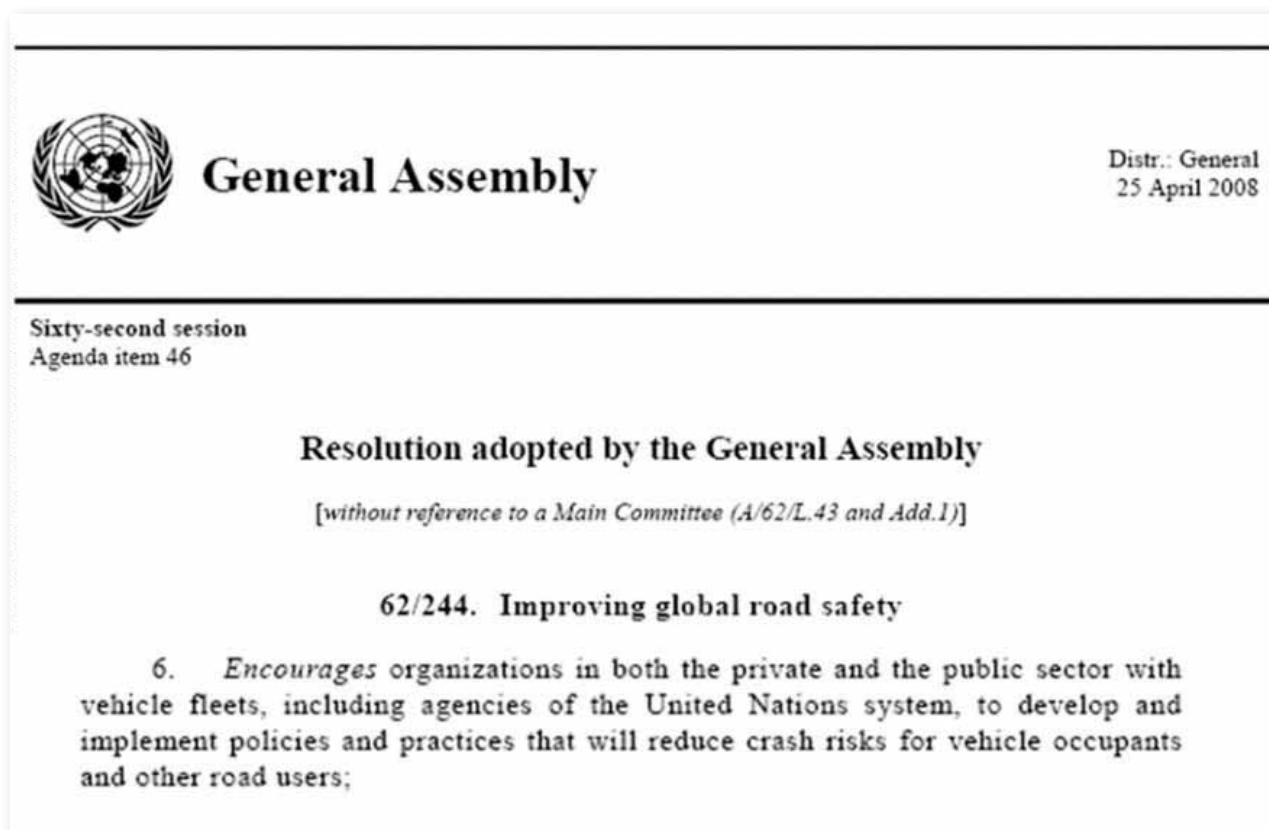 General Assembly
Distr.: General
25 April 2008
Sixty-second session
Agenda item 46
Resolution adopted by the General Assembly
[without reference to a Main Committee (A/62/L.43 and Add.1)]
62/244. Improving global road safety
6. Encourages organizations in both the private and the public sector with
vehicle fleets, including agencies of the United Nations system, to develop and
implement policies and practices that will reduce crash risks for vehicle occupants
and other road users;